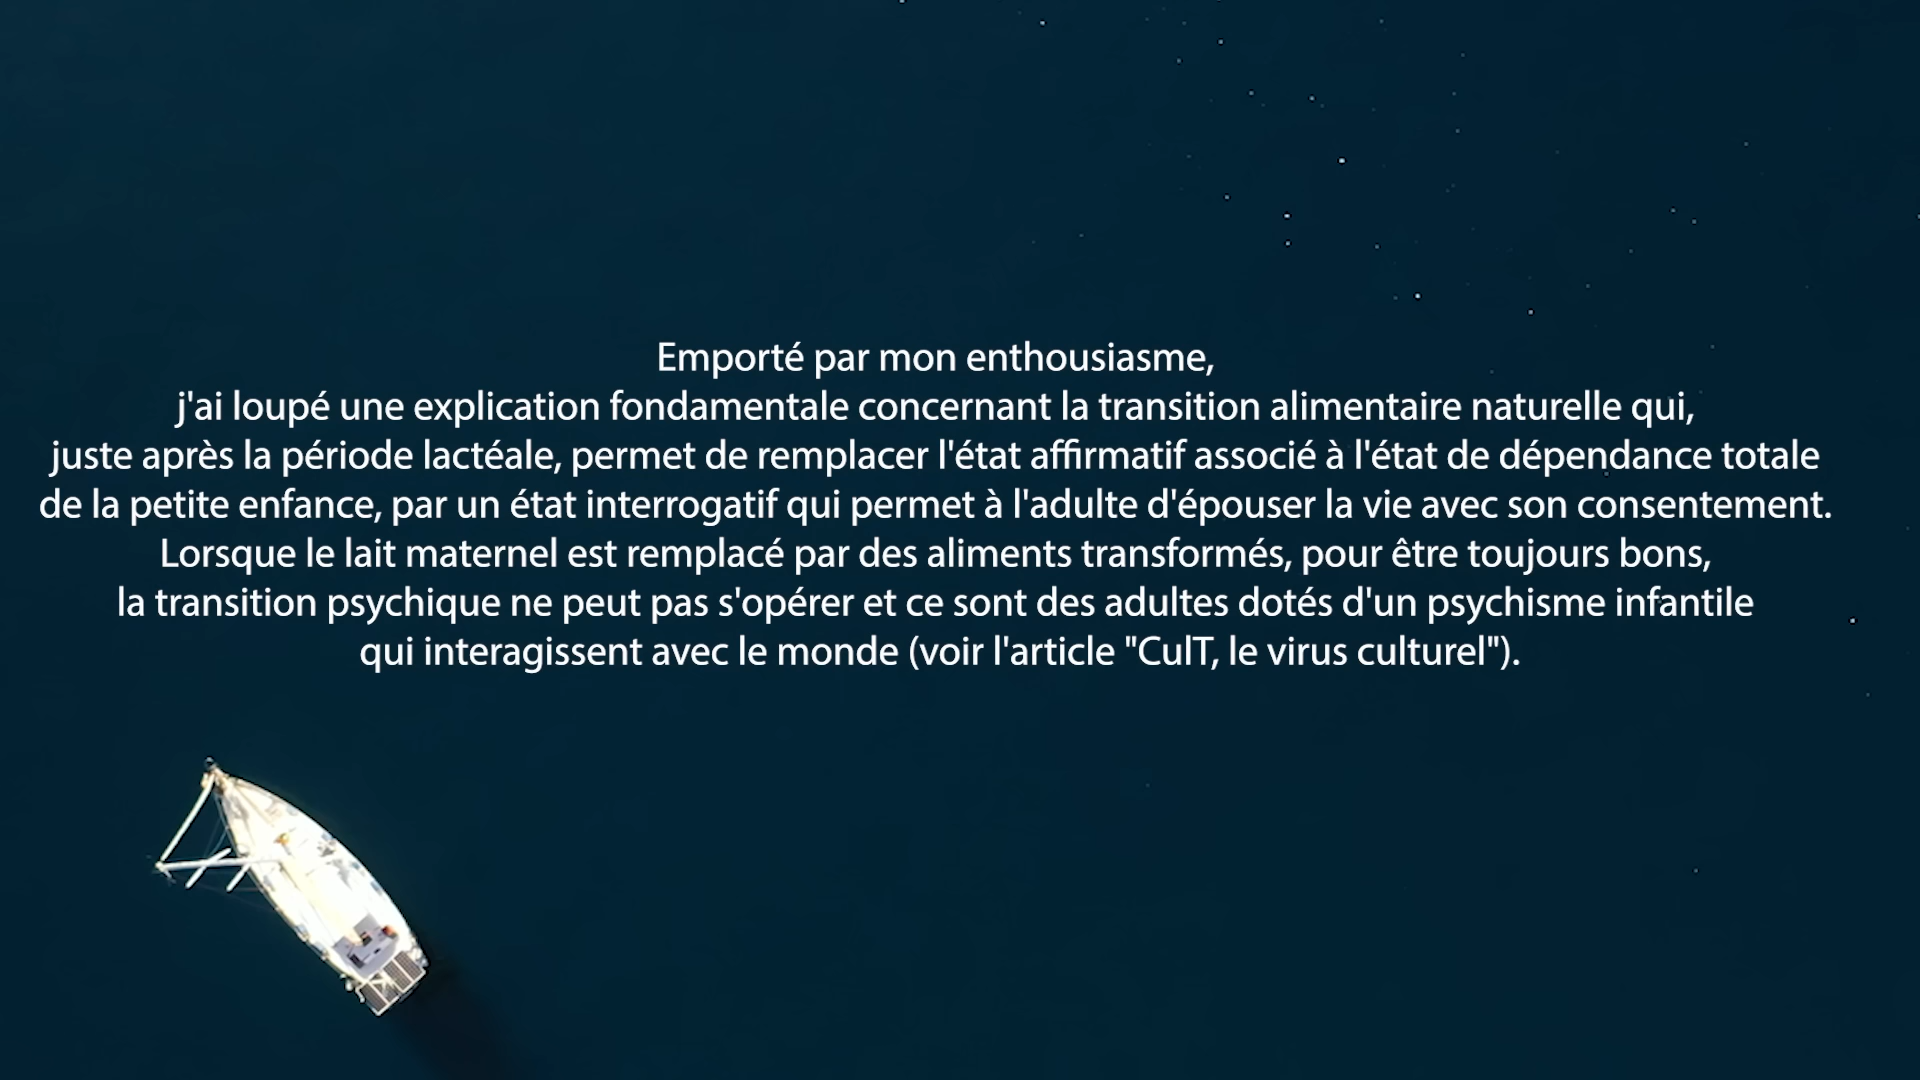 Emporté par mon enthousiasme,
j'ai loupé une explication fondamentale concernant la transition alimentaire naturelle qui,
juste après la période lactéale, permet de remplacer l'état affirmatif associé à l'état de dépendance totale
de la petite enfance, par un état interrogatif qui permet à l'adulte d'épouser la vie avec son consentement.
Lorsque le lait maternel est remplacé par des aliments transformés, pour être toujours bons,
la transition psychique ne peut pas s'opérer et ce sont des adultes dotés d'un psychisme infantile
qui interagissent avec le monde (voir l'article "CulT, le virus culturel").